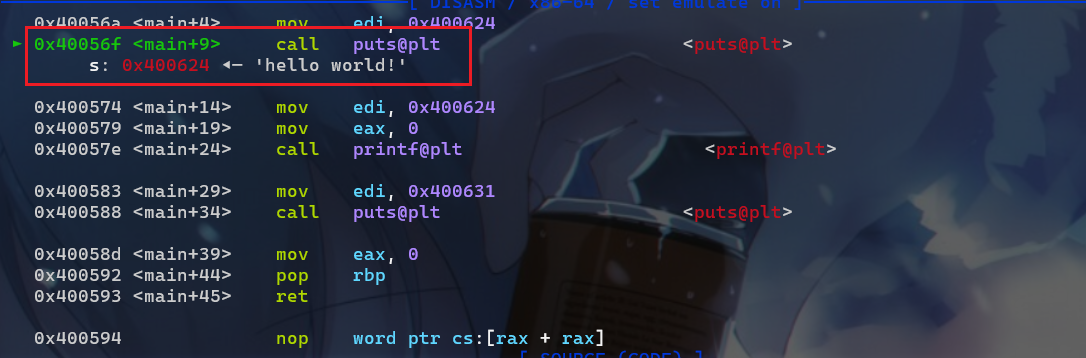 [ DISASM / x86-64 / set emulate on ]
0x40056a <main+4> mov edi, 0x400624
► 0x40056f <main+9> call puts@plt <puts@plt>
s: 0x400624 ◂— 'hello world!'
0x400574 <main+14> mov edi, 0x400624
0x400579 <main+19> mov eax, 0
0x40057e <main+24> call printf@plt <printf@plt>
0x400583 <main+29> mov edi, 0x400631
0x400588 <main+34> call puts@plt <puts@plt>
0x40058d <main+39> mov eax, 0
0x400592 <main+44> pop rbp
0x400593 <main+45> ret
0x400594 nop word ptr cs:[rax + rax]
[ SOURCE (CODE) ]